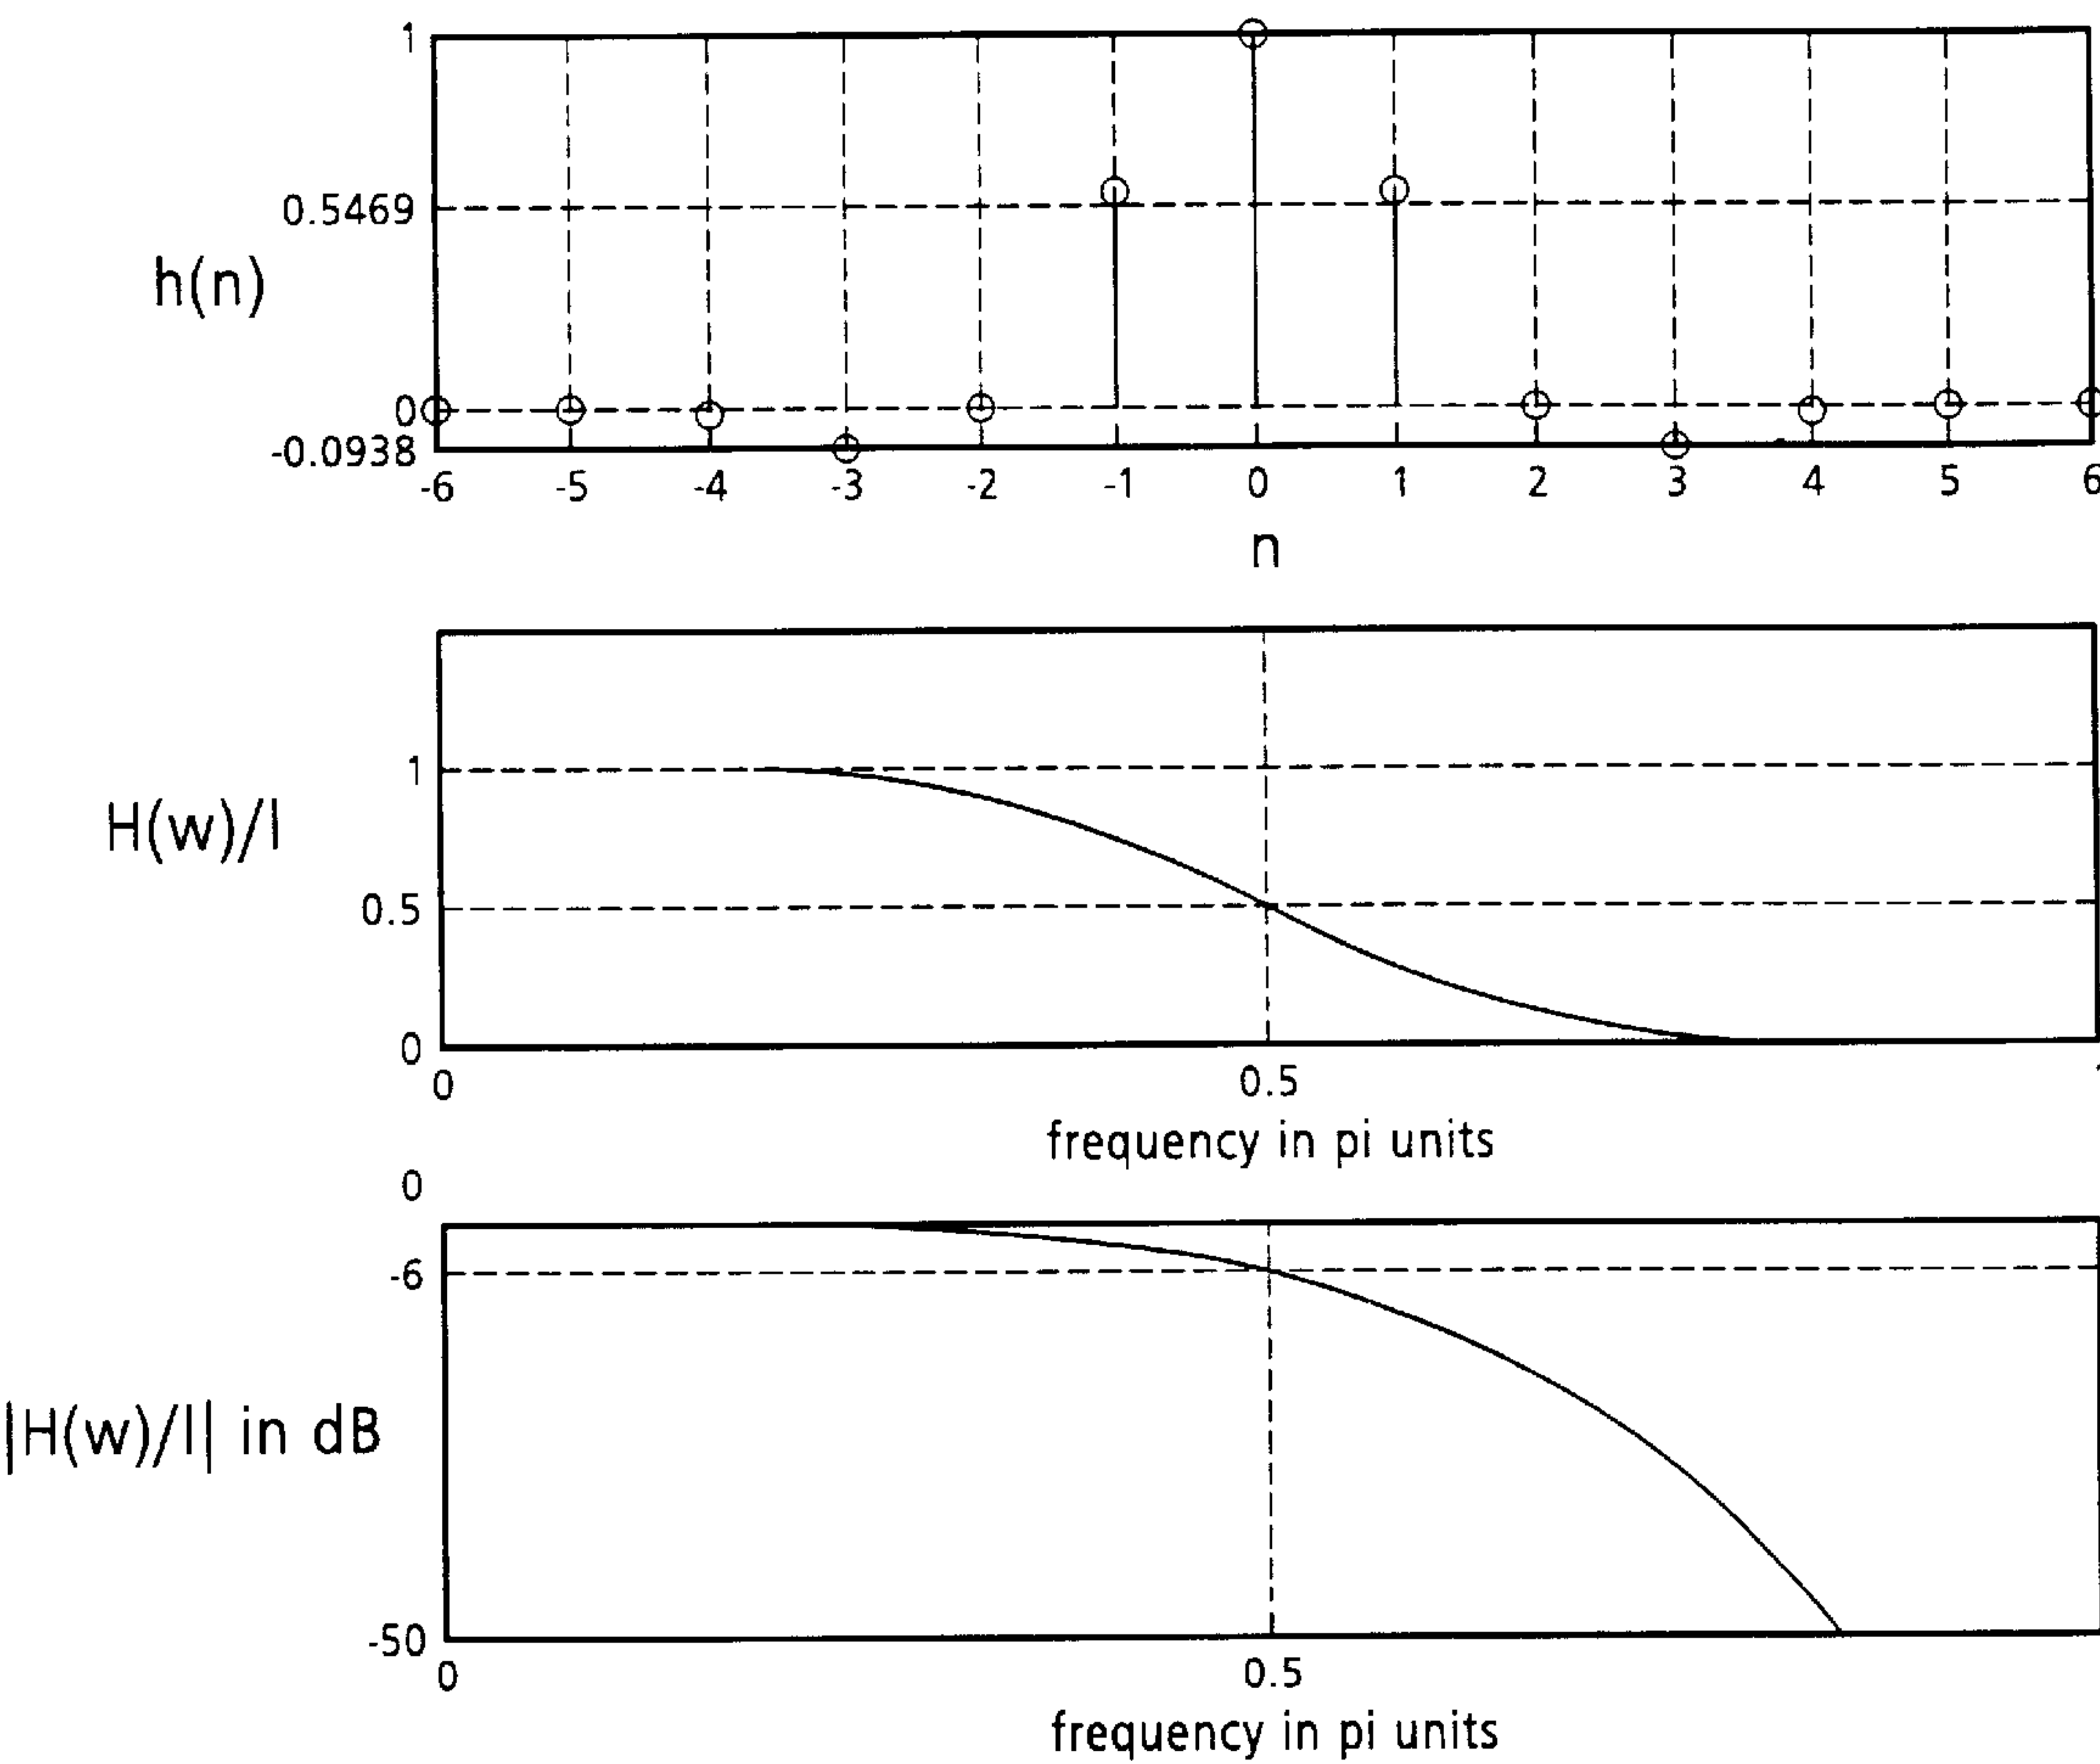 1
0.5469
h(n)
0
-0.0938
-6 -5 -4 -3 -2 -1 0 1 2 3 4 5 6
n
1
H(w)/I
0.5
0
0 0.5
frequency in pi units
0
-6
|H(w)/I| in dB
-50
0 0.5
frequency in pi units